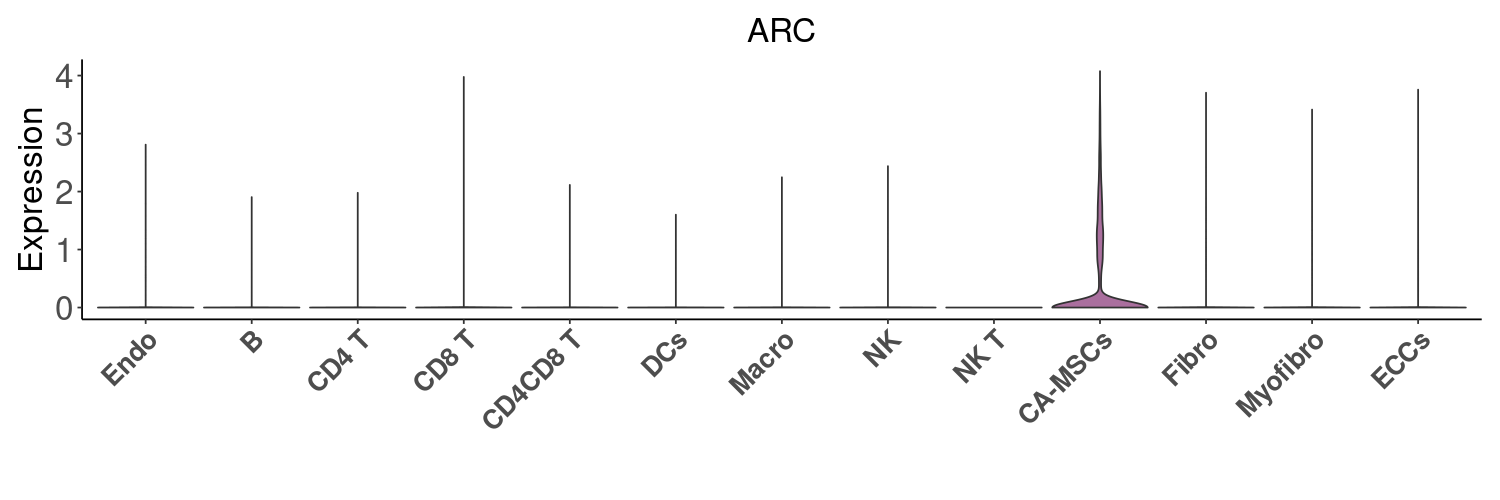 ARC
Expression
4
3
2
1
0
Endo
B
CD4 T
CD8 T
CD4CD8 T
DCs
Macro
NK
NK T
CA-MSCs
Fibro
Myofibro
ECCs